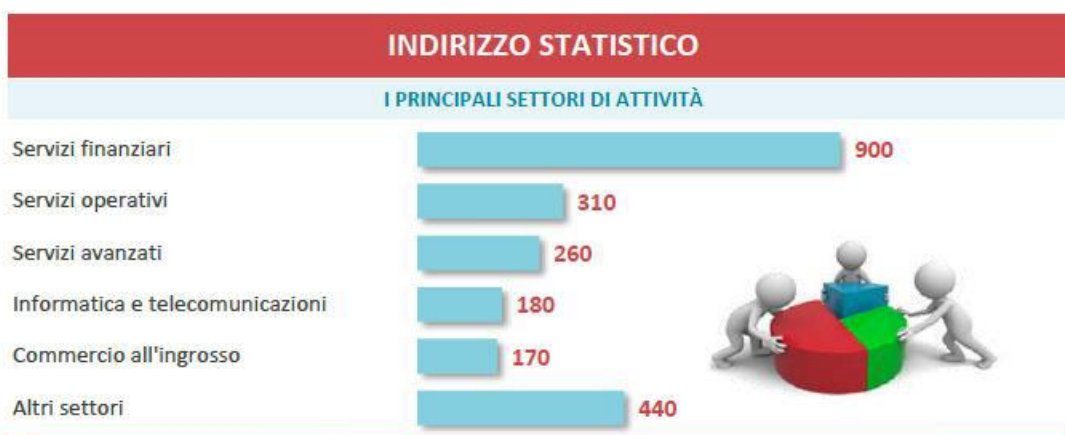 INDIRIZZO STATISTICO
I PRINCIPALI SETTORI DI ATTIVITÀ
Servizi finanziari 900
Servizi operativi 310
Servizi avanzati 260
Informatica e telecomunicazioni 180
Commercio all'ingrosso 170
Altri settori 440